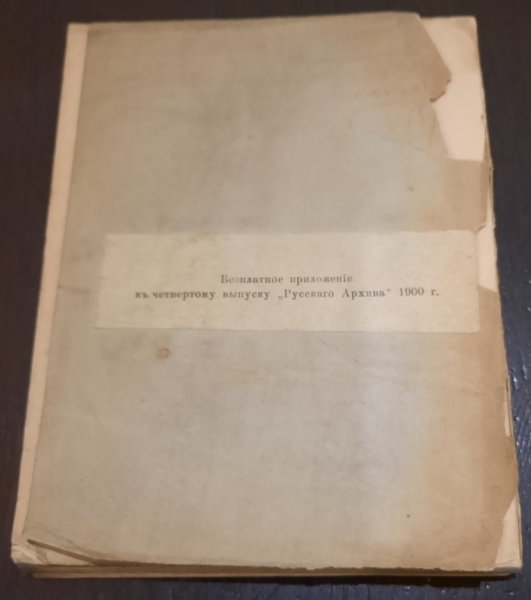 Безплатное приложеніе
къ четвертому выпуску „Русскаго Архива“ 1900 г.